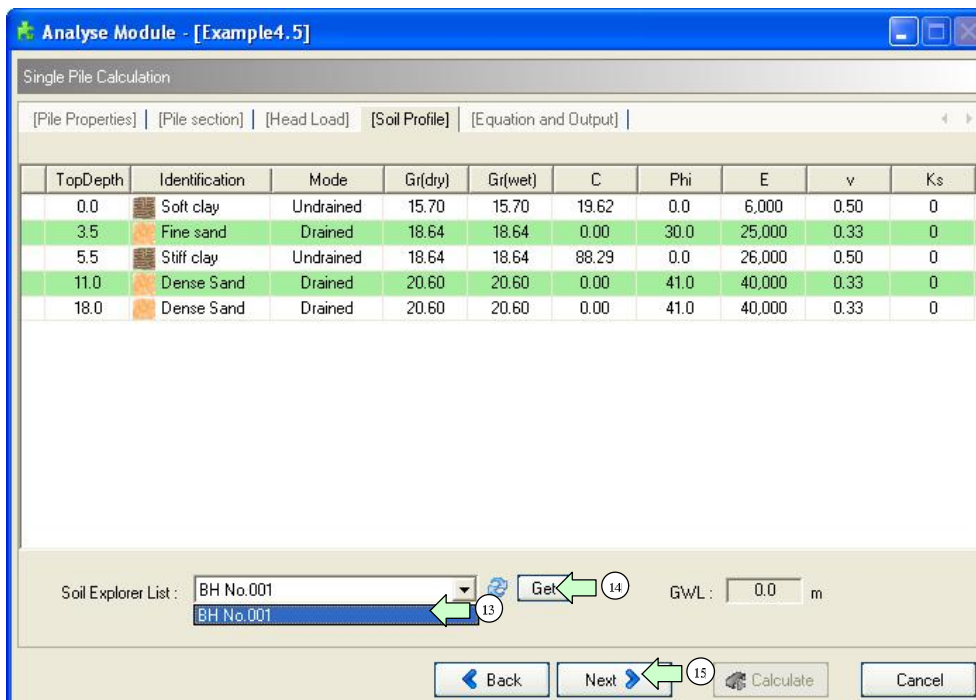 Analyse Module - [Example4.5]
Single Pile Calculation
[Pile Properties] [Pile section] [Head Load] [Soil Profile] [Equation and Output]
TopDepth Identification Mode Gr(dry) Gr(wet) C Phi E v Ks
0.0 Soft clay Undrained 15.70 15.70 19.62 0.0 6,000 0.50 0
3.5 Fine sand Drained 18.64 18.64 0.00 30.0 25,000 0.33 0
5.5 Stiff clay Undrained 18.64 18.64 88.29 0.0 26,000 0.50 0
11.0 Dense Sand Drained 20.60 20.60 0.00 41.0 40,000 0.33 0
18.0 Dense Sand Drained 20.60 20.60 0.00 41.0 40,000 0.33 0
Soil Explorer List : BH No.001 Get 14 GWL : 0.0 m
BH No.001 13
Back Next 15 Calculate Cancel